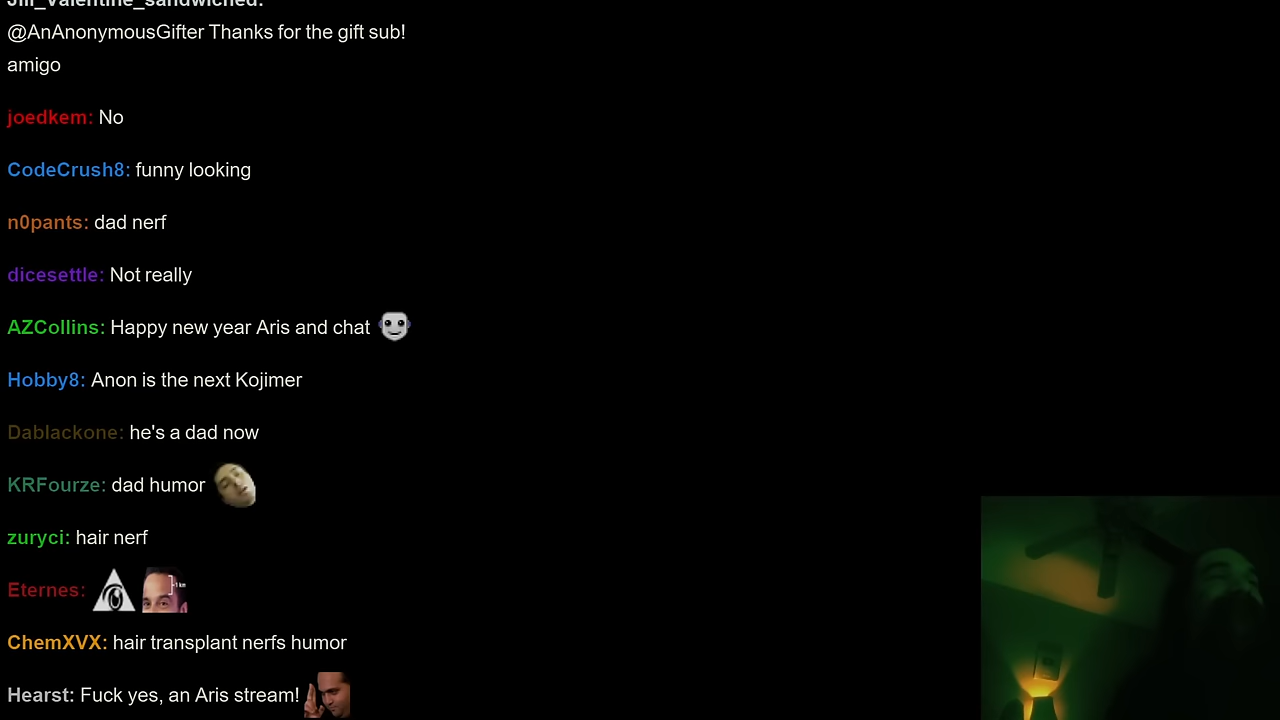 Jill_Valentine_sandwiched:
@AnAnonymousGifter Thanks for the gift sub!
amigo
joedkem: No
CodeCrush8: funny looking
n0pants: dad nerf
dicesettle: Not really
AZCollins: Happy new year Aris and chat
Hobby8: Anon is the next Kojimer
Dablackone: he's a dad now
KRFourze: dad humor
zuryci: hair nerf
Eternes:
ChemXVX: hair transplant nerfs humor
Hearst: Fuck yes, an Aris stream!